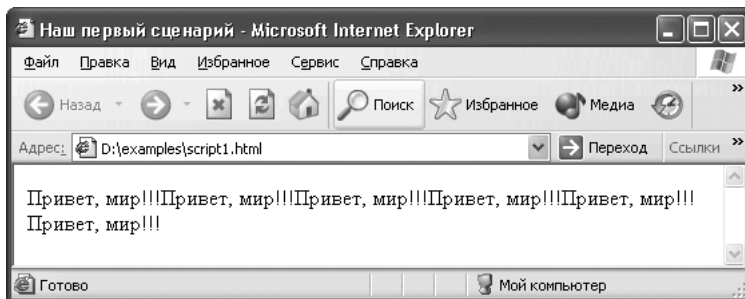 Наш первый сценарий - Microsoft Internet Explorer
Файл Правка Вид Избранное Сервис Справка
Назад Поиск Избранное Медиа »
Адрес: D:\examples\script1.html Переход Ссылки »
Привет, мир!!!Привет, мир!!!Привет, мир!!!Привет, мир!!!Привет, мир!!!
Привет, мир!!!
Готово Мой компьютер